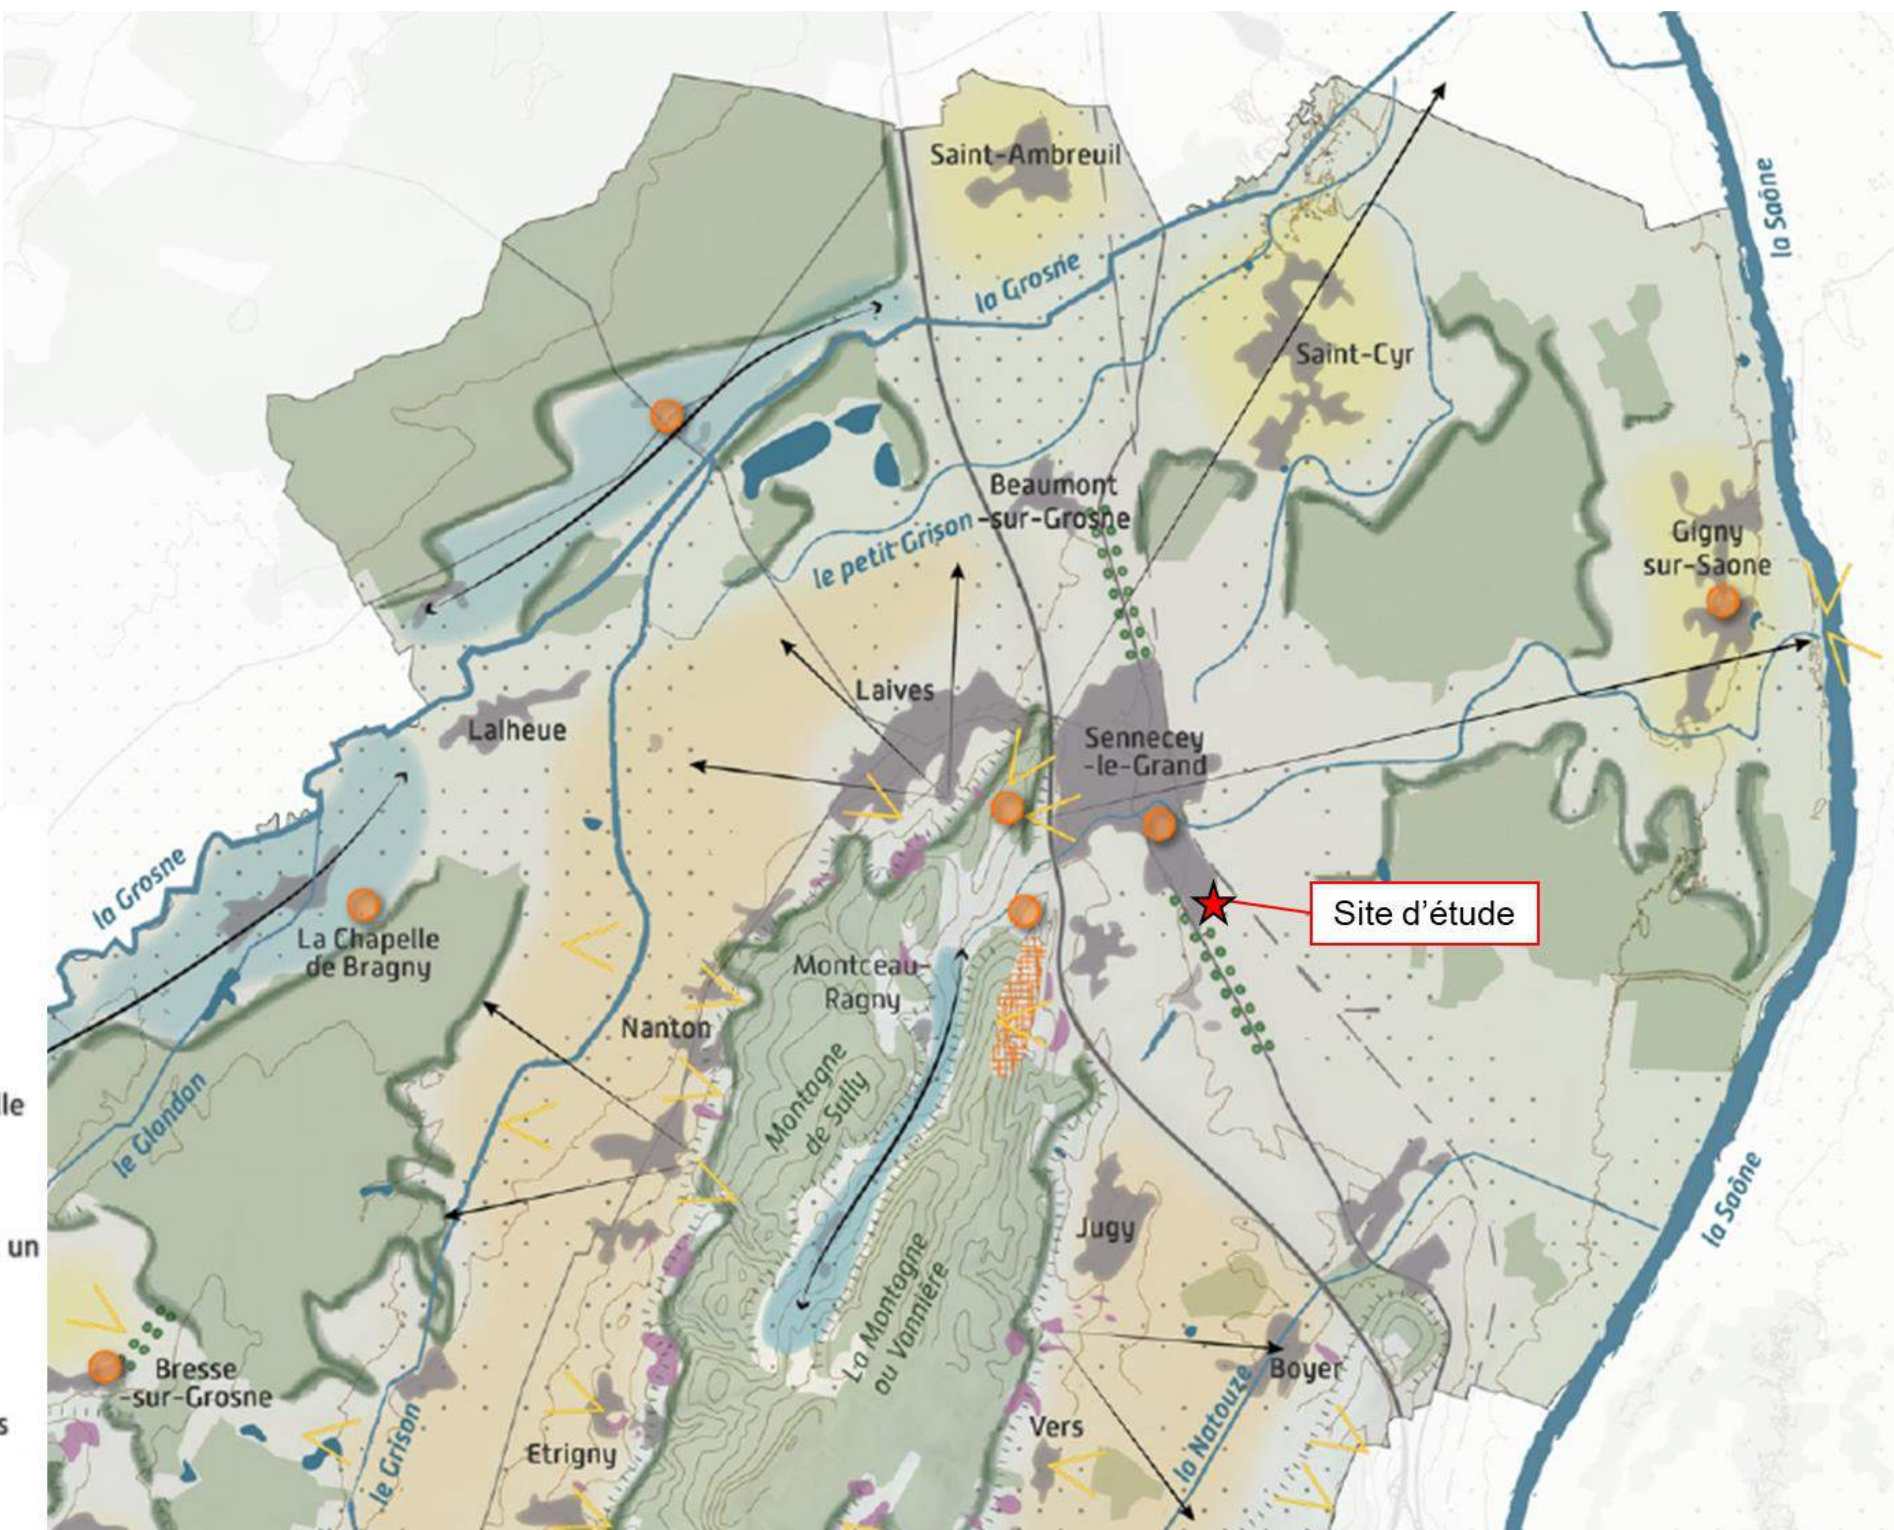 Saint-Ambreuil
la Saône
la Grosne
Saint-Cyr
Beaumont
-sur-Grosne
le petit Grison
Gigny
sur-Saone
Laives
Lalheue
Sennecey
-le-Grand
la Grosne
Site d'étude
La Chapelle
de Bragny
Montceau-
Ragny
Nanton
Montagne
de Sully
le Glandon
lle
la Saône
Jugy
un
La Montagne
ou Vannière
Bresse
-sur-Grosne
Boyer
la Natouze
Vers
s
Etrigny
le Grison